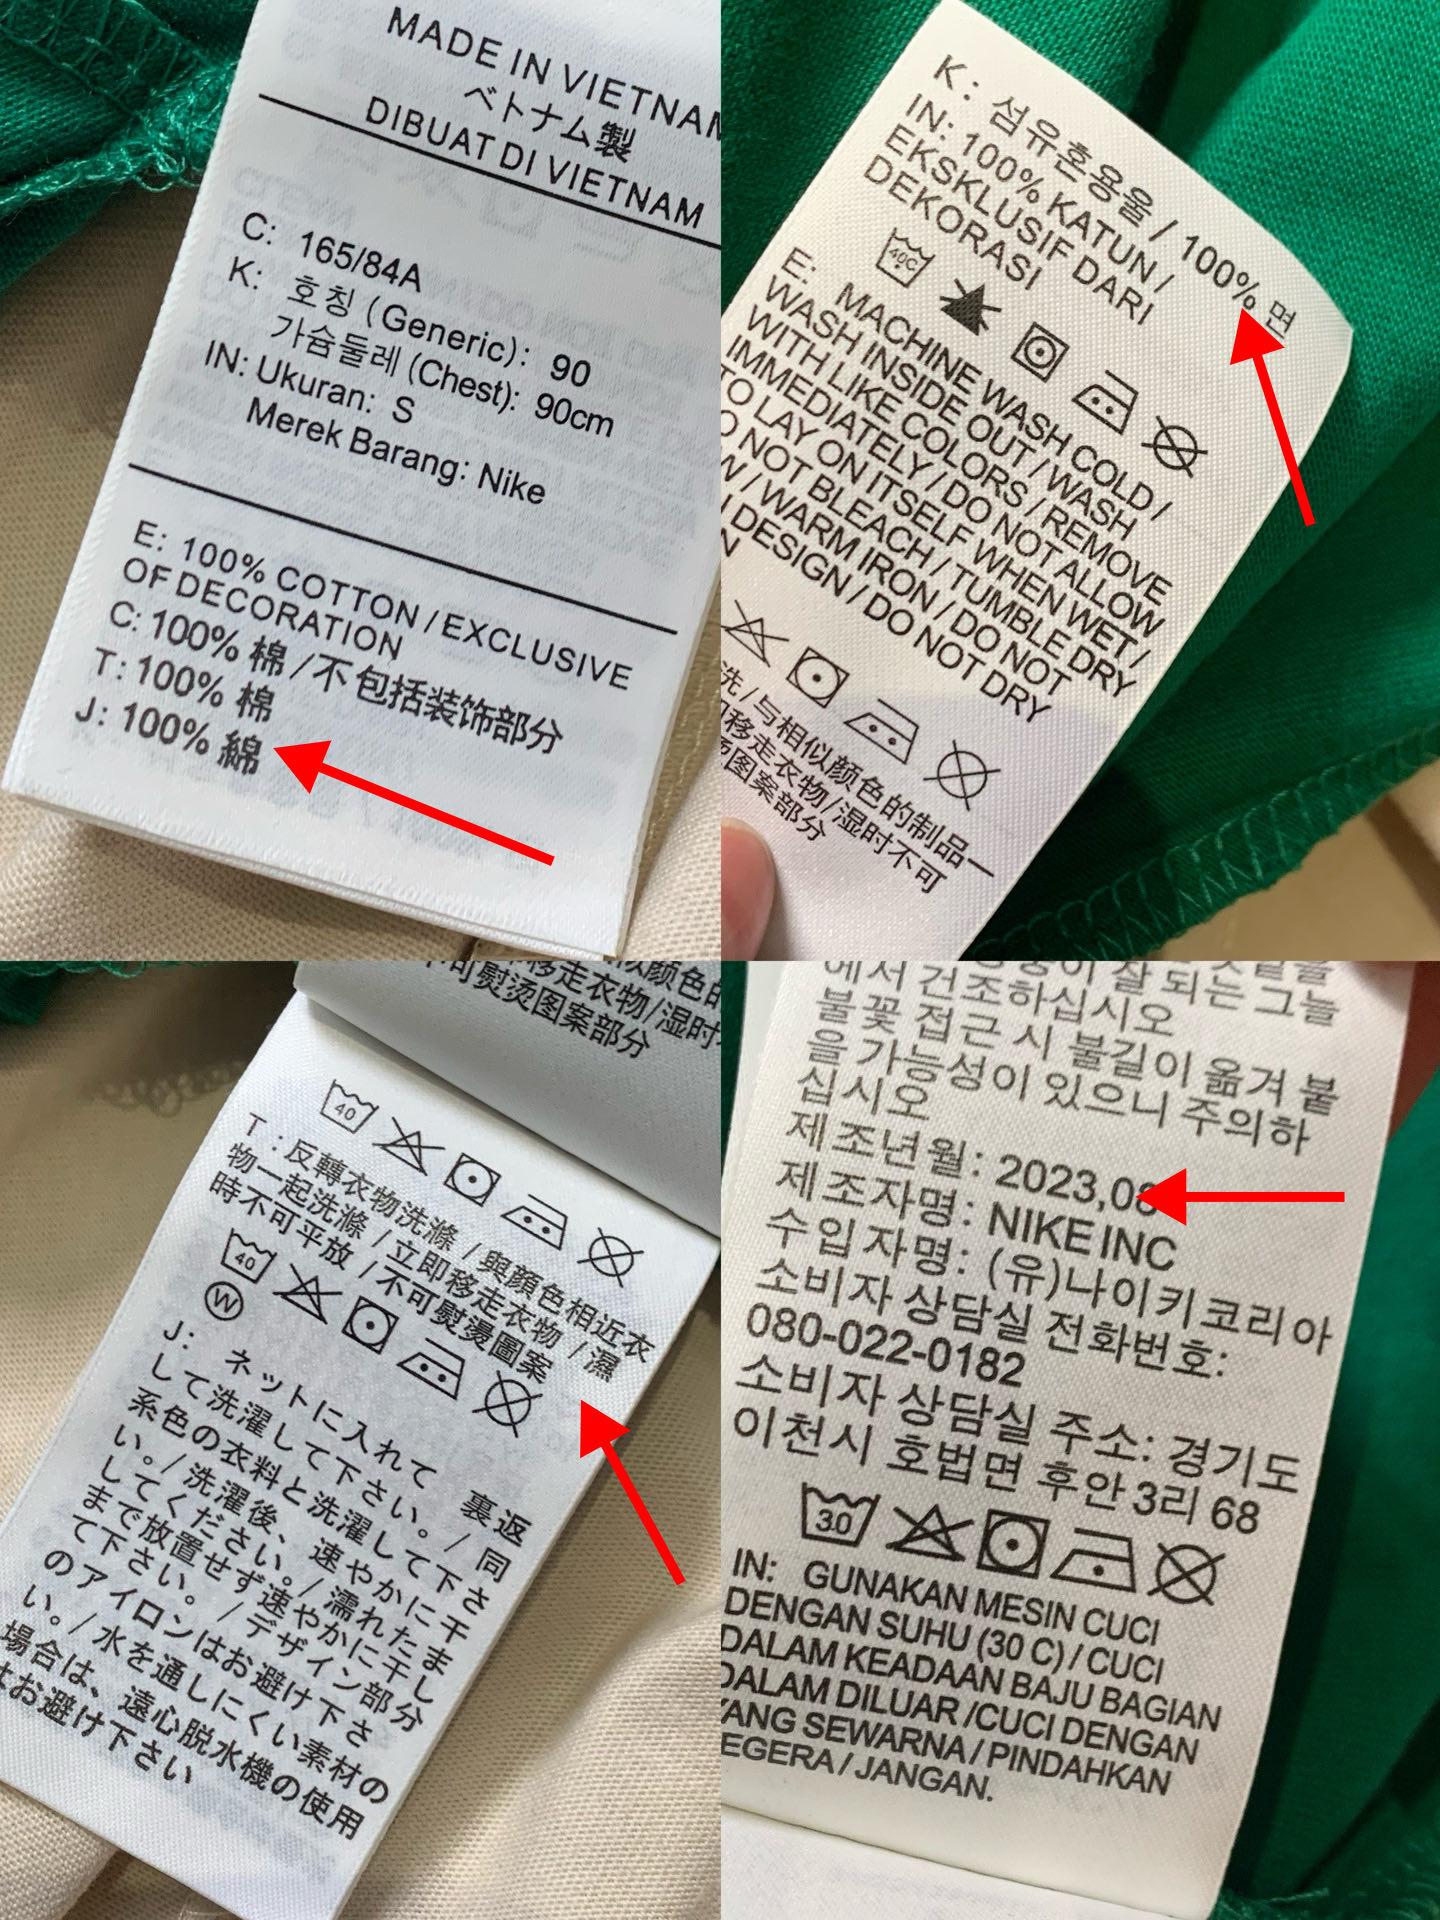 MADE IN VIETNAM
ベトナム製
DIBUAT DI VIETNAM
C: 165/84A
K: 호칭 (Generic): 90
가슴둘레 (Chest): 90cm
IN: Ukuran: S
Merek Barang: Nike
E: 100% COTTON / EXCLUSIVE
OF DECORATION
C: 100% 棉 / 不包括装饰部分
T: 100% 棉
J: 100% 綿
K: 섬유혼용율 / 100% 면
IN: 100% KATUN /
EKSKLUSIF DARI
DEKORASI
40C
E: MACHINE WASH COLD /
WASH INSIDE OUT / WASH
WITH LIKE COLORS / REMOVE
IMMEDIATELY / DO NOT ALLOW
TO LAY ON ITSELF WHEN WET /
DO NOT BLEACH / TUMBLE DRY
/ WARM IRON / DO NOT
DESIGN / DO NOT DRY
洗 / 与相似颜色的制品一
移走衣物/湿时不可
图案部分
颜色的
移走衣物/湿时
可熨烫图案部分
40
T : 反轉衣物洗滌 / 與顏色相近衣
物一起洗滌 / 立即移走衣物 / 濕
時不可平放 / 不可熨燙圖案
40
W
J: ネットに入れて 裏返
して洗濯して下さい。/ 同
系色の衣料と洗濯して下さ
い。/ 洗濯後、速やかに干
してください。/ 濡れたま
まで放置せず速やかに干し
て下さい。/ デザイン部分
のアイロンはお避け下さ
い。/ 水を通しにくい素材の
場合は、遠心脱水機の使用
はお避け下さい
잘 되는 그늘
에서 건조하십시오
불꽃 접근 시 불길이 옮겨 붙
을 가능성이 있으니 주의하
십시오
제조년월: 2023,08
제조자명: NIKE INC
수입자명: (유)나이키코리아
소비자 상담실 전화번호:
080-022-0182
소비자 상담실 주소: 경기도
이천시 호법면 후안 3리 68
30
IN: GUNAKAN MESIN CUCI
DENGAN SUHU (30 C) / CUCI
DALAM KEADAAN BAJU BAGIAN
DALAM DILUAR /CUCI DENGAN
YANG SEWARNA / PINDAHKAN
EGERA / JANGAN.